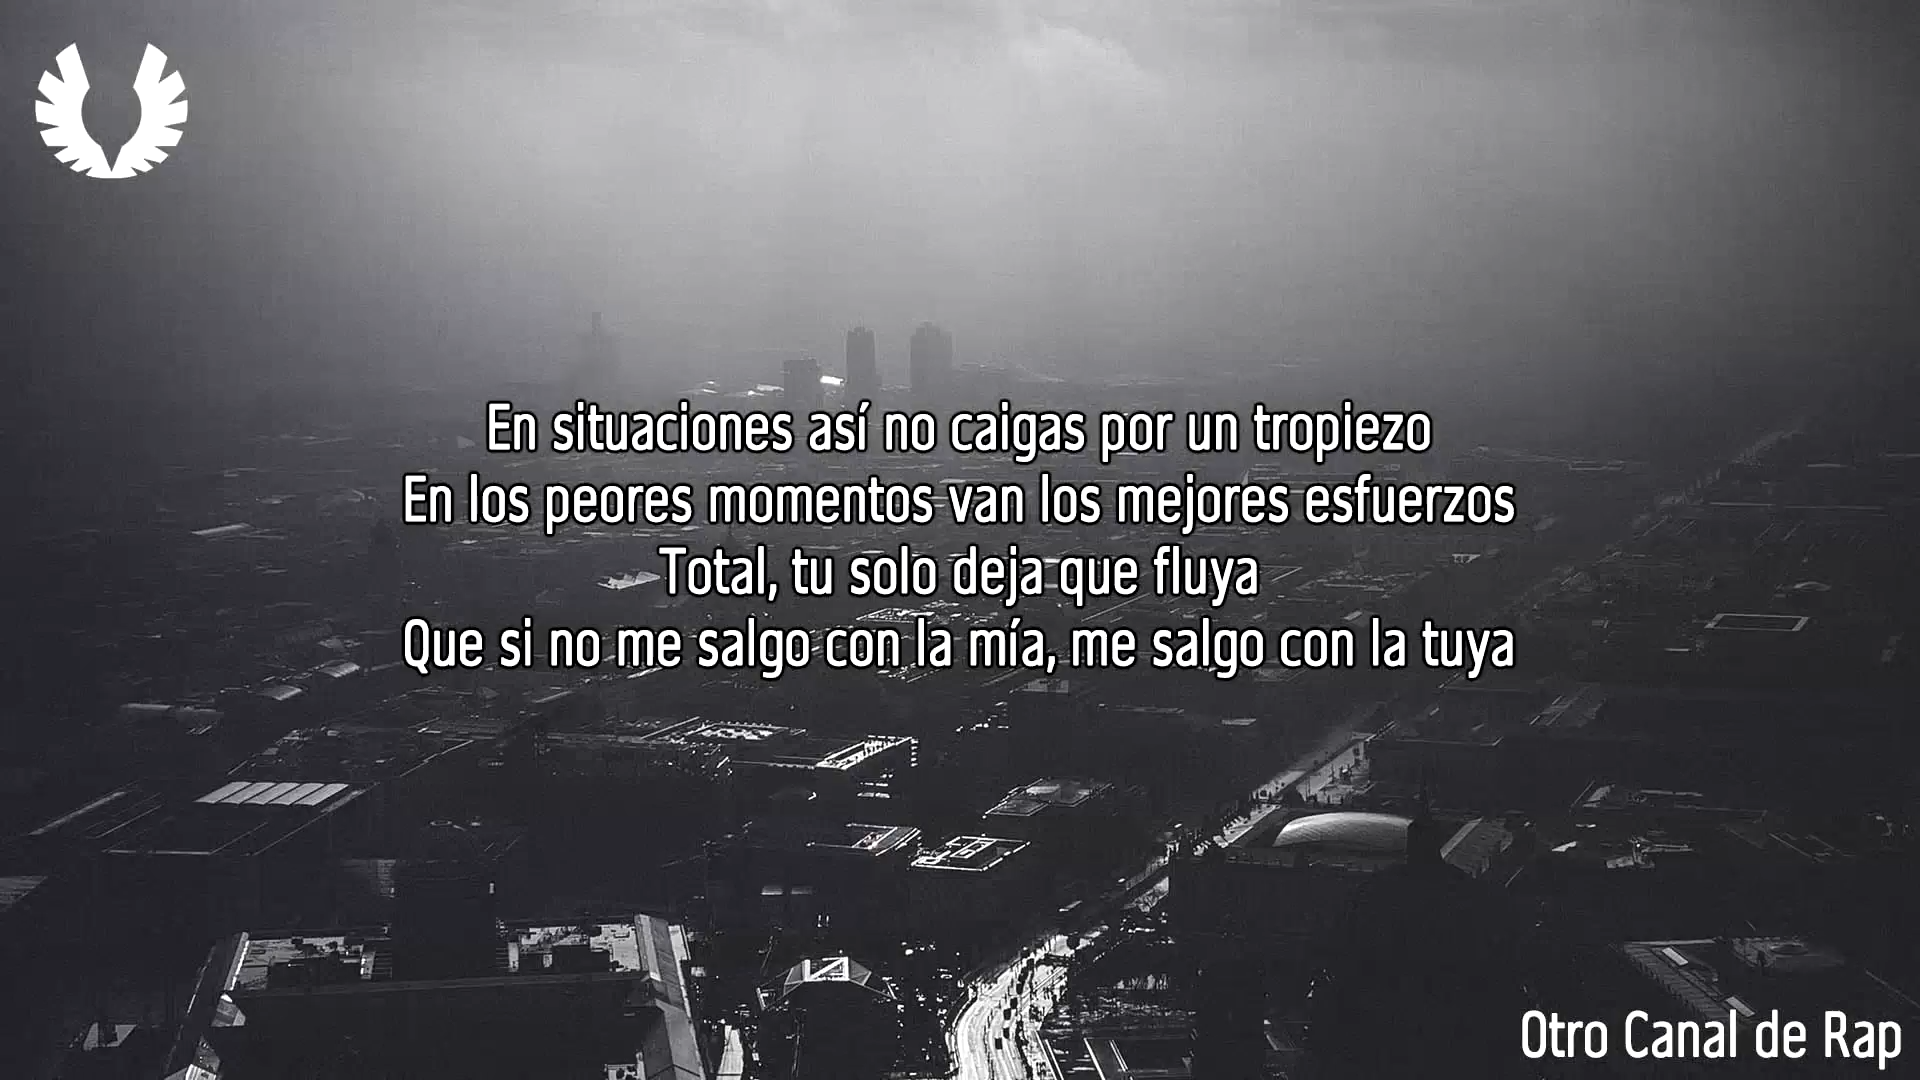 En situaciones así no caigas por un tropiezo
En los peores momentos van los mejores esfuerzos
Total, tu solo deja que fluya
Que si no me salgo con la mía, me salgo con la tuya
Otro Canal de Rap